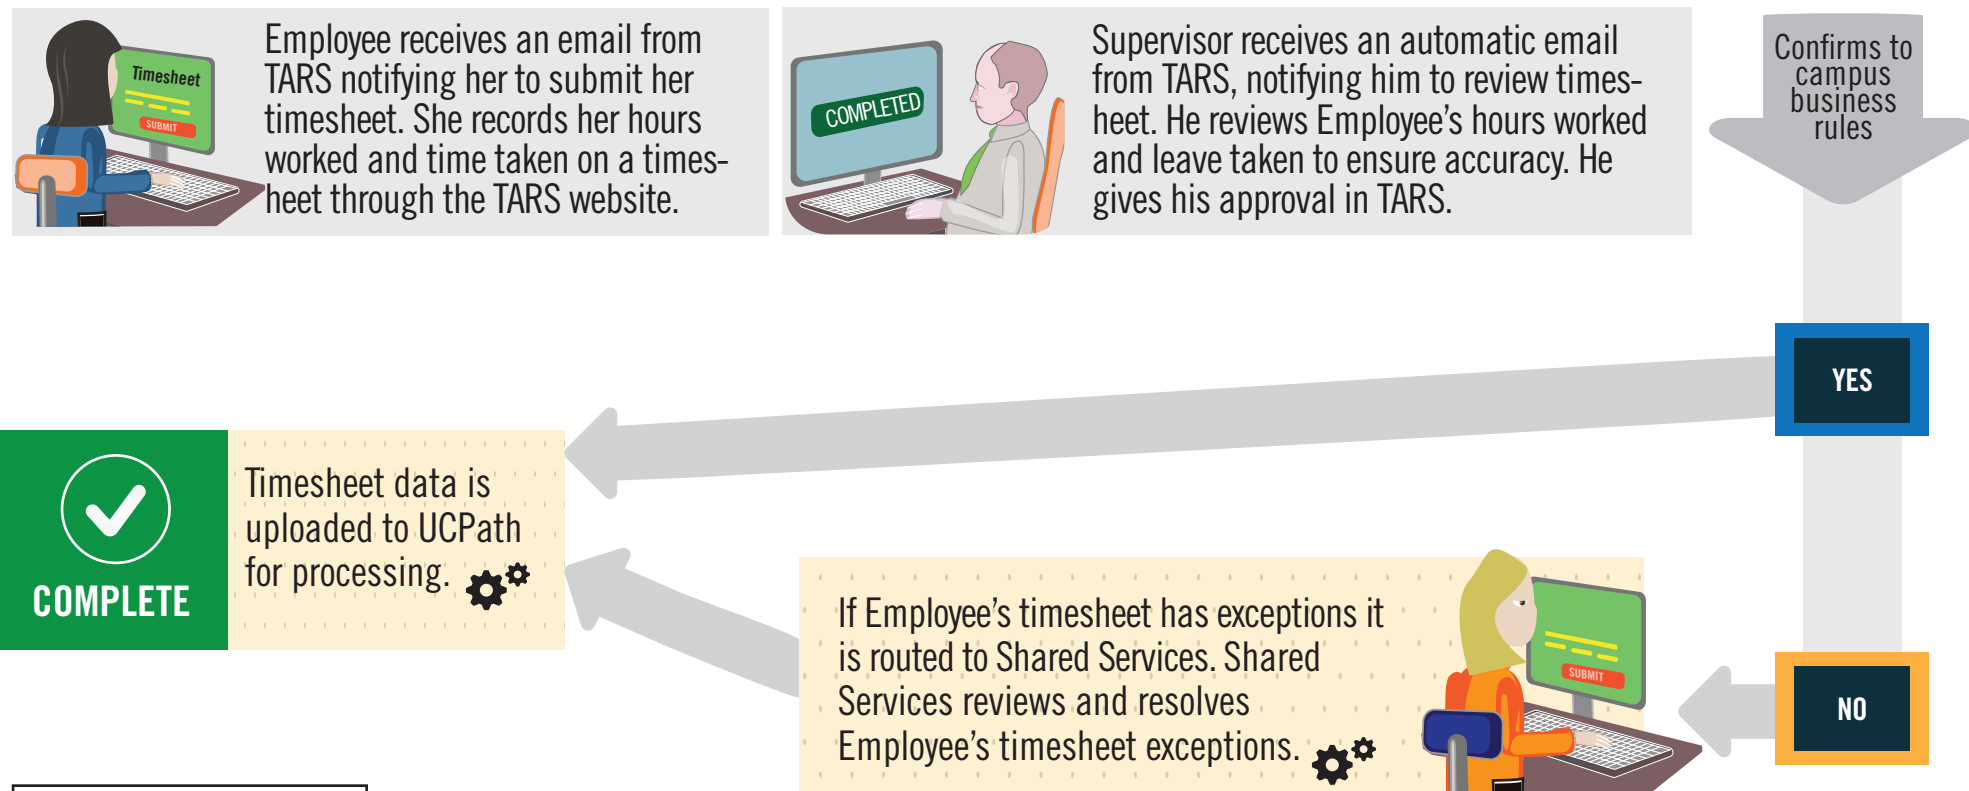 Timesheet
SUBMIT
Employee receives an email from
TARS notifying her to submit her
timesheet. She records her hours
worked and time taken on a times-
heet through the TARS website.
COMPLETED
Supervisor receives an automatic email
from TARS, notifying him to review times-
heet. He reviews Employee's hours worked
and leave taken to ensure accuracy. He
gives his approval in TARS.
Confirms to
campus
business
rules
YES
COMPLETE
Timesheet data is
uploaded to UCPath
for processing.
If Employee's timesheet has exceptions it
is routed to Shared Services. Shared
Services reviews and resolves
Employee's timesheet exceptions.
SUBMIT
NO